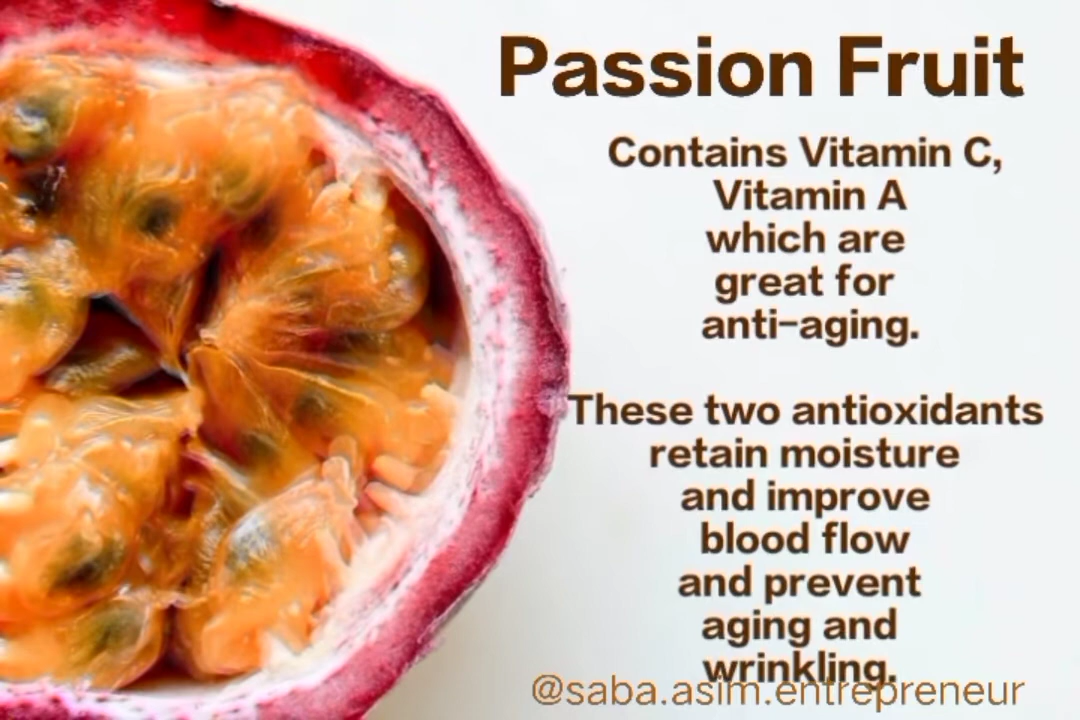 Passion Fruit
Contains Vitamin C,
Vitamin A
which are
great for
anti-aging.
These two antioxidants
retain moisture
and improve
blood flow
and prevent
aging and
wrinkling.
@saba.asim.entrepreneur